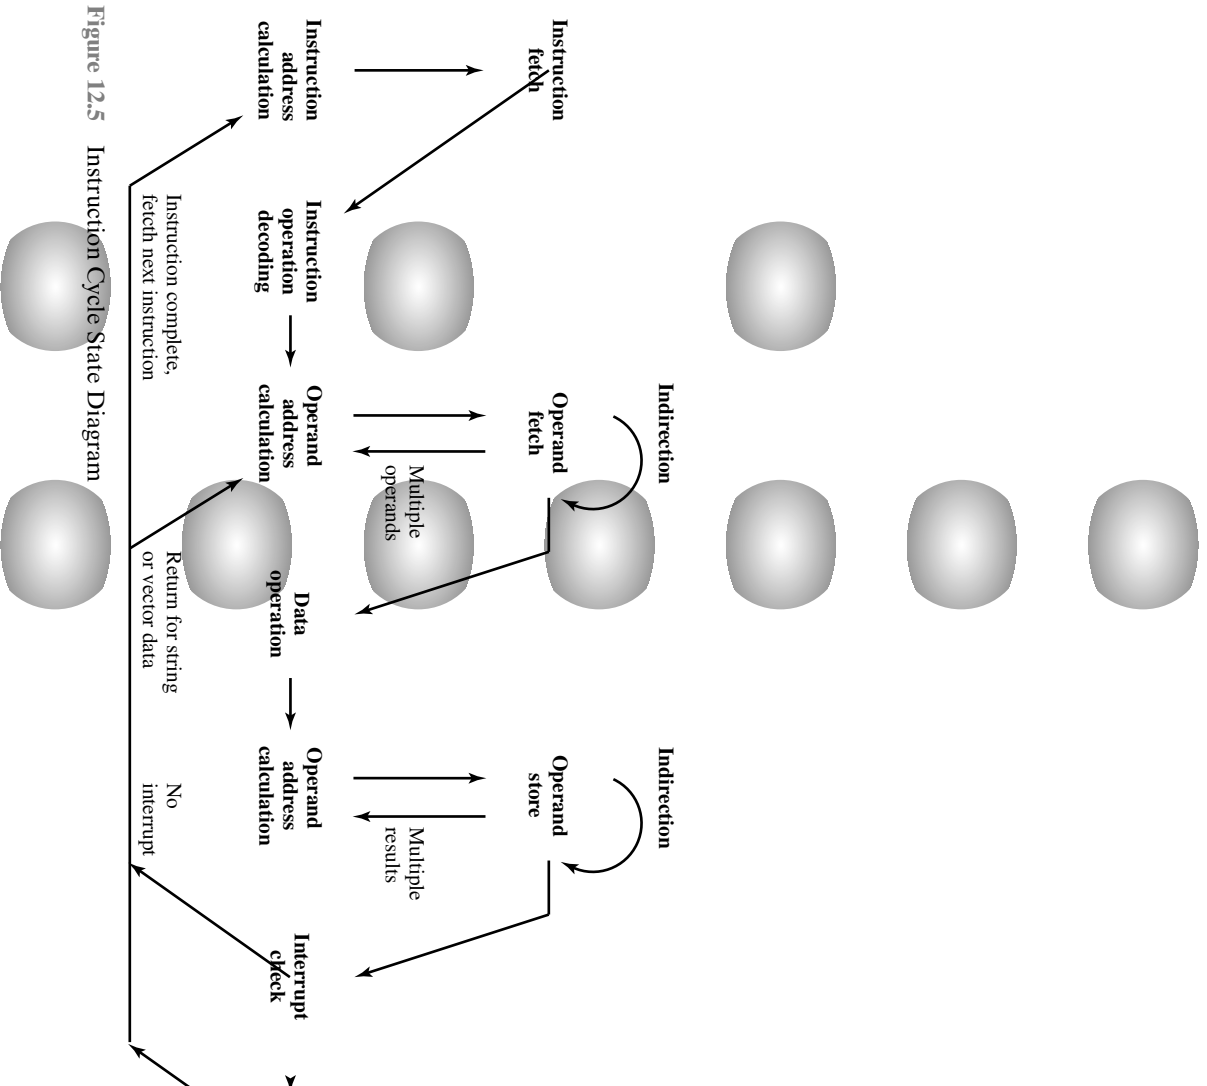 Indirection
Indirection
Instruction
fetch
Operand
fetch
Operand
store
Multiple
operands
Multiple
results
Instruction
address
calculation
Instruction
operation
decoding
Operand
address
calculation
Data
operation
Operand
address
calculation
Interrupt
check
Instruction complete,
fetcth next instruction
Return for string
or vector data
No
interrupt
Figure 12.5 Instruction Cycle State Diagram